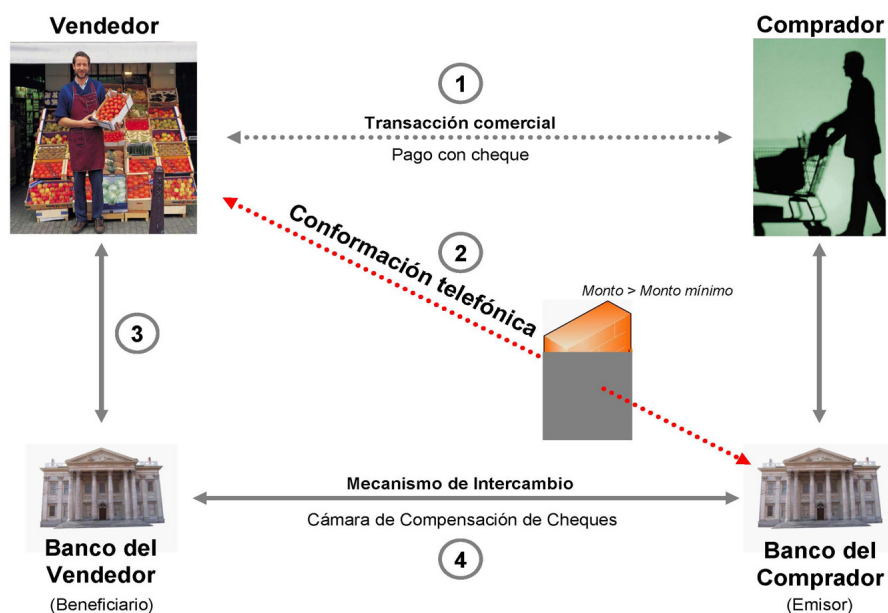 Vendedor
Comprador
1
Transacción comercial
Pago con cheque
Conformación telefónica
2
Monto > Monto mínimo
3
Mecanismo de Intercambio
Cámara de Compensación de Cheques
4
Banco del
Vendedor
(Beneficiario)
Banco del
Comprador
(Emisor)